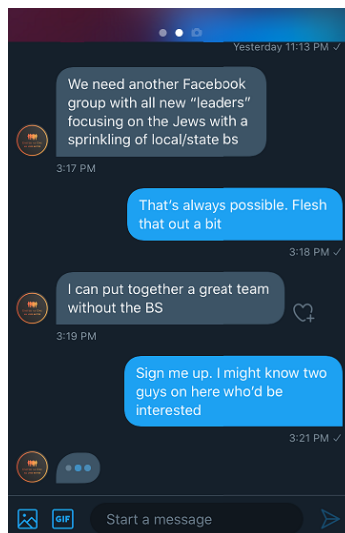 Yesterday 11:13 PM ✓
We need another Facebook
group with all new “leaders”
focusing on the Jews with a
sprinkling of local/state bs
3:17 PM
That’s always possible. Flesh
that out a bit
3:18 PM ✓
I can put together a great team
without the BS
3:19 PM
Sign me up. I might know two
guys on here who’d be
interested
3:21 PM ✓
GIF
Start a message